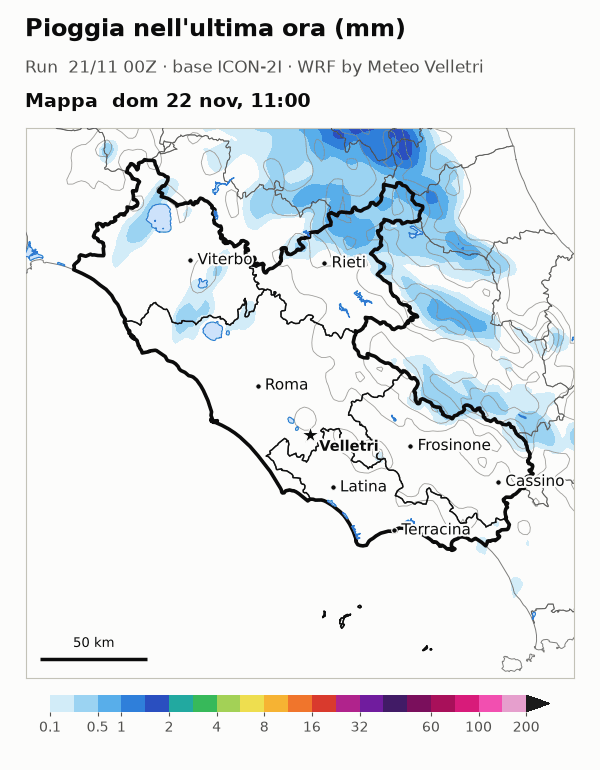 Pioggia nell'ultima ora (mm)
Run  21/11 00Z · base ICON-2I · WRF by Meteo Velletri
Mappa  dom 22 nov, 11:00
Viterbo
Rieti
Roma
Velletri
Frosinone
Latina
Cassino
Terracina
50 km
0.1 0.5 1 2 4 8 16 32 60 100 200